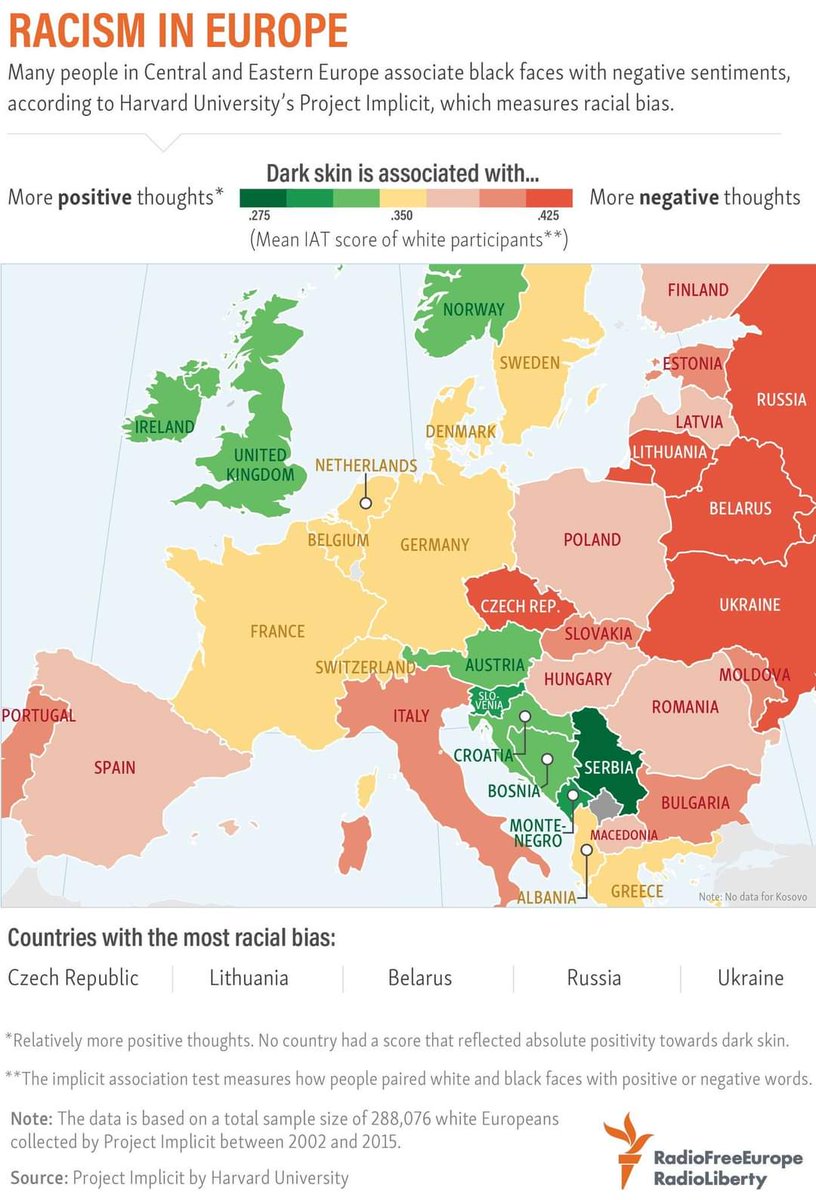 RACISM IN EUROPE
Many people in Central and Eastern Europe associate black faces with negative sentiments,
according to Harvard University's Project Implicit, which measures racial bias.
Dark skin is associated with...
More positive thoughts*
More negative thoughts
.275
.350
.425
(Mean IAT score of white participants**)
FINLAND
NORWAY
SWEDEN
ESTONIA
RUSSIA
LATVIA
IRELAND
DENMARK
LITHUANIA
UNITED
KINGDOM
NETHERLANDS
BELARUS
BELGIUM
GERMANY
POLAND
CZECH REP.
UKRAINE
FRANCE
SLOVAKIA
SWITZERLAND
AUSTRIA
HUNGARY
MOLDOVA
SLO-
VENIA
ROMANIA
PORTUGAL
ITALY
CROATIA
SPAIN
SERBIA
BOSNIA
BULGARIA
MONTE-
NEGRO
MACEDONIA
ALBANIA
GREECE
Note: No data for Kosovo
Countries with the most racial bias:
Czech Republic
Lithuania
Belarus
Russia
Ukraine
*Relatively more positive thoughts. No country had a score that reflected absolute positivity towards dark skin.
**The implicit association test measures how people paired white and black faces with positive or negative words.
Note: The data is based on a total sample size of 288,076 white Europeans
collected by Project Implicit between 2002 and 2015.
Source: Project Implicit by Harvard University
RadioFreeEurope
RadioLiberty